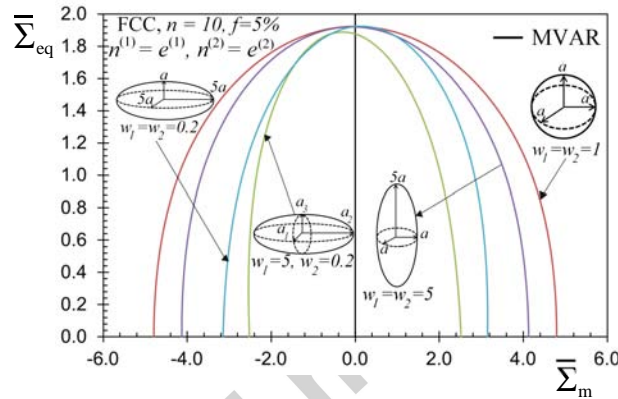 Σ̅eq
2.0
1.8
1.6
1.4
1.2
1.0
0.8
0.6
0.4
0.2
0.0
FCC, n = 10, f=5%
n⁽¹⁾ = e⁽¹⁾, n⁽²⁾ = e⁽²⁾
MVAR
a
5a
5a
w₁=w₂=0.2
a₃
a₂
a₁
w₁=5, w₂=0.2
5a
a
a
w₁=w₂=5
a
a
a
w₁=w₂=1
-6.0 -4.0 -2.0 0.0 2.0 4.0 6.0
Σ̅m